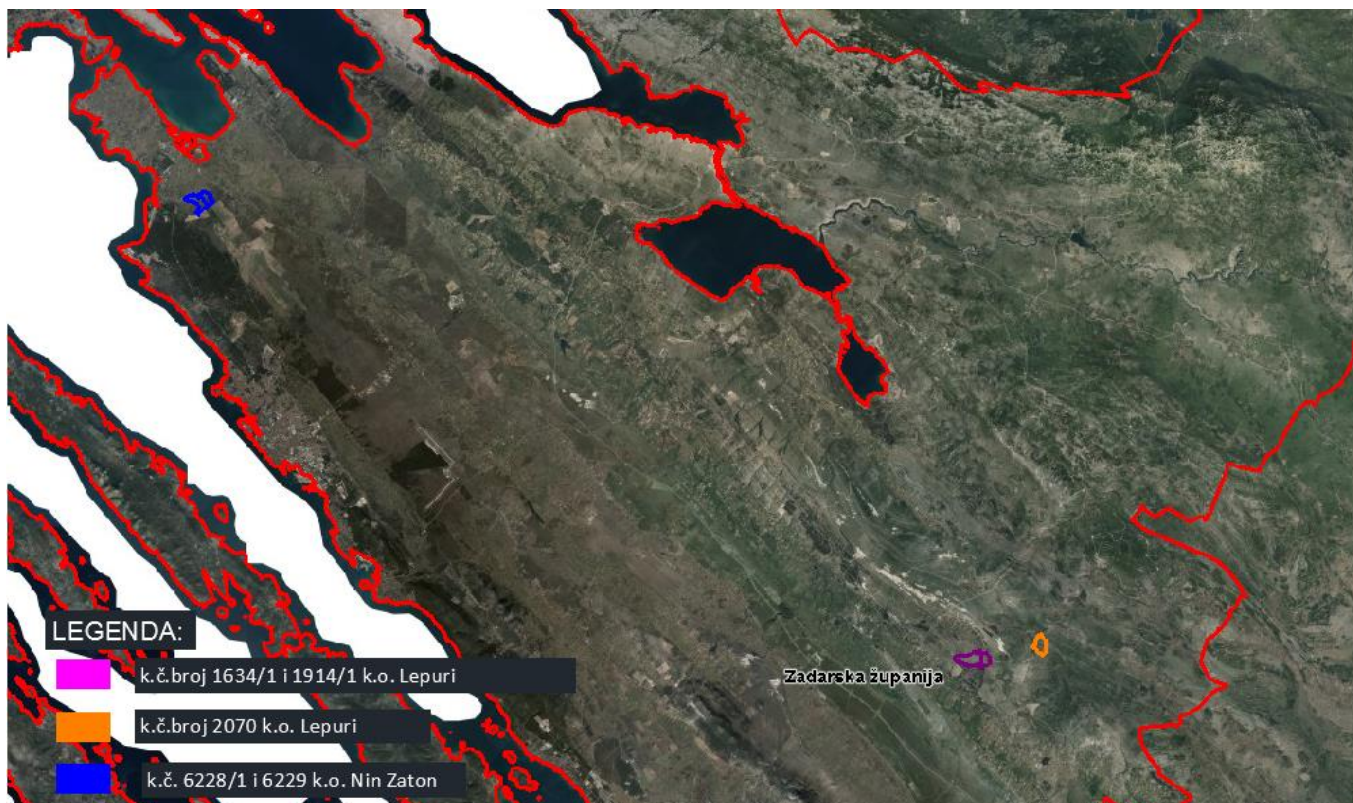 Zadarska županija
LEGENDA:
k.č.broj 1634/1 i 1914/1 k.o. Lepuri
k.č.broj 2070 k.o. Lepuri
k.č. 6228/1 i 6229 k.o. Nin Zaton